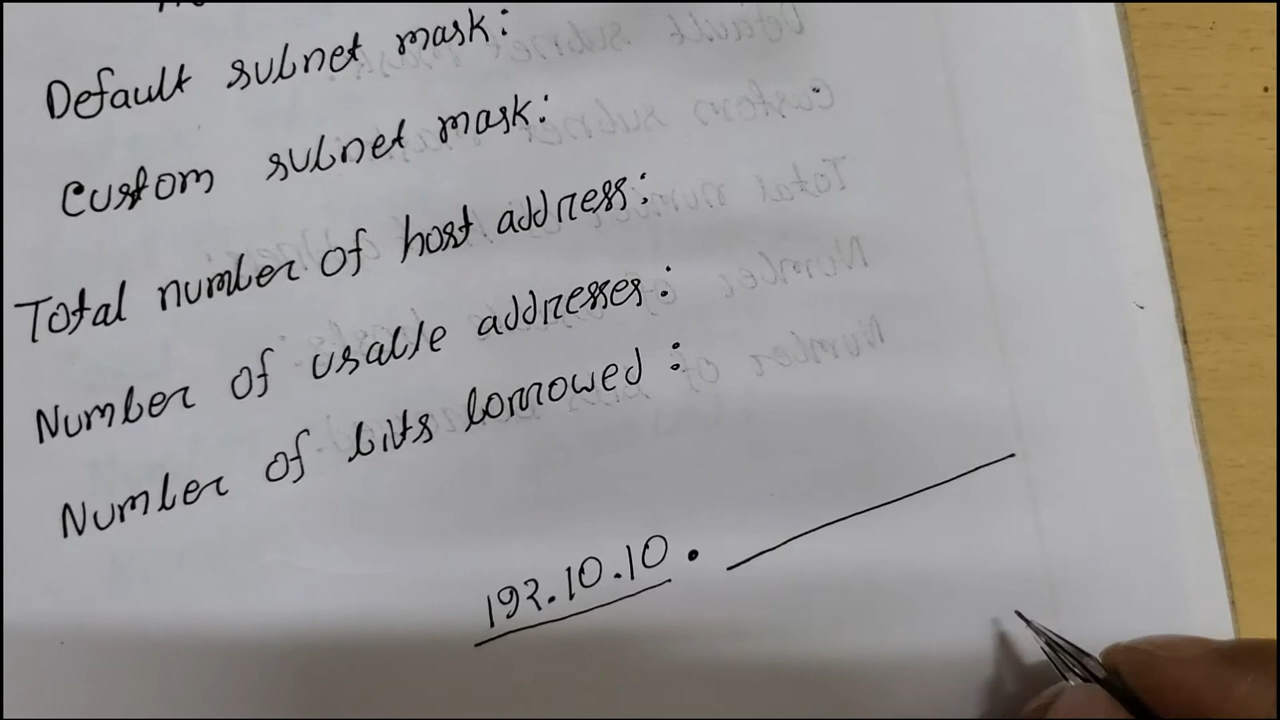 Default subnet mask:
Custom subnet mask:
Total number of host address:
Number of usable addresses:
Number of bits borrowed:
192.10.10.